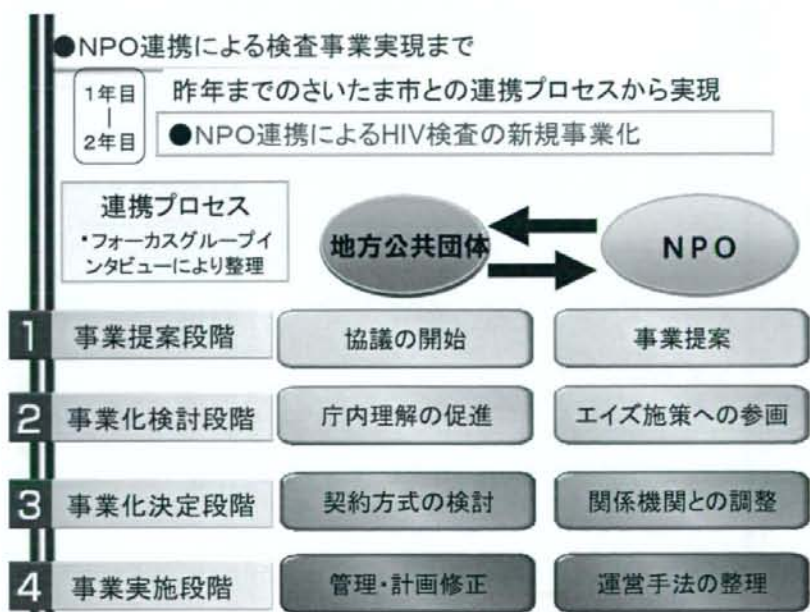 ●NPO連携による検査事業実現まで
1年目
|
2年目
昨年までのさいたま市との連携プロセスから実現
●NPO連携によるHIV検査の新規事業化
連携プロセス
・フォーカスグループイ
ンタビューにより整理
地方公共団体
NPO
1 事業提案段階 協議の開始 事業提案
2 事業化検討段階 庁内理解の促進 エイズ施策への参画
3 事業化決定段階 契約方式の検討 関係機関との調整
4 事業実施段階 管理・計画修正 運営手法の整理